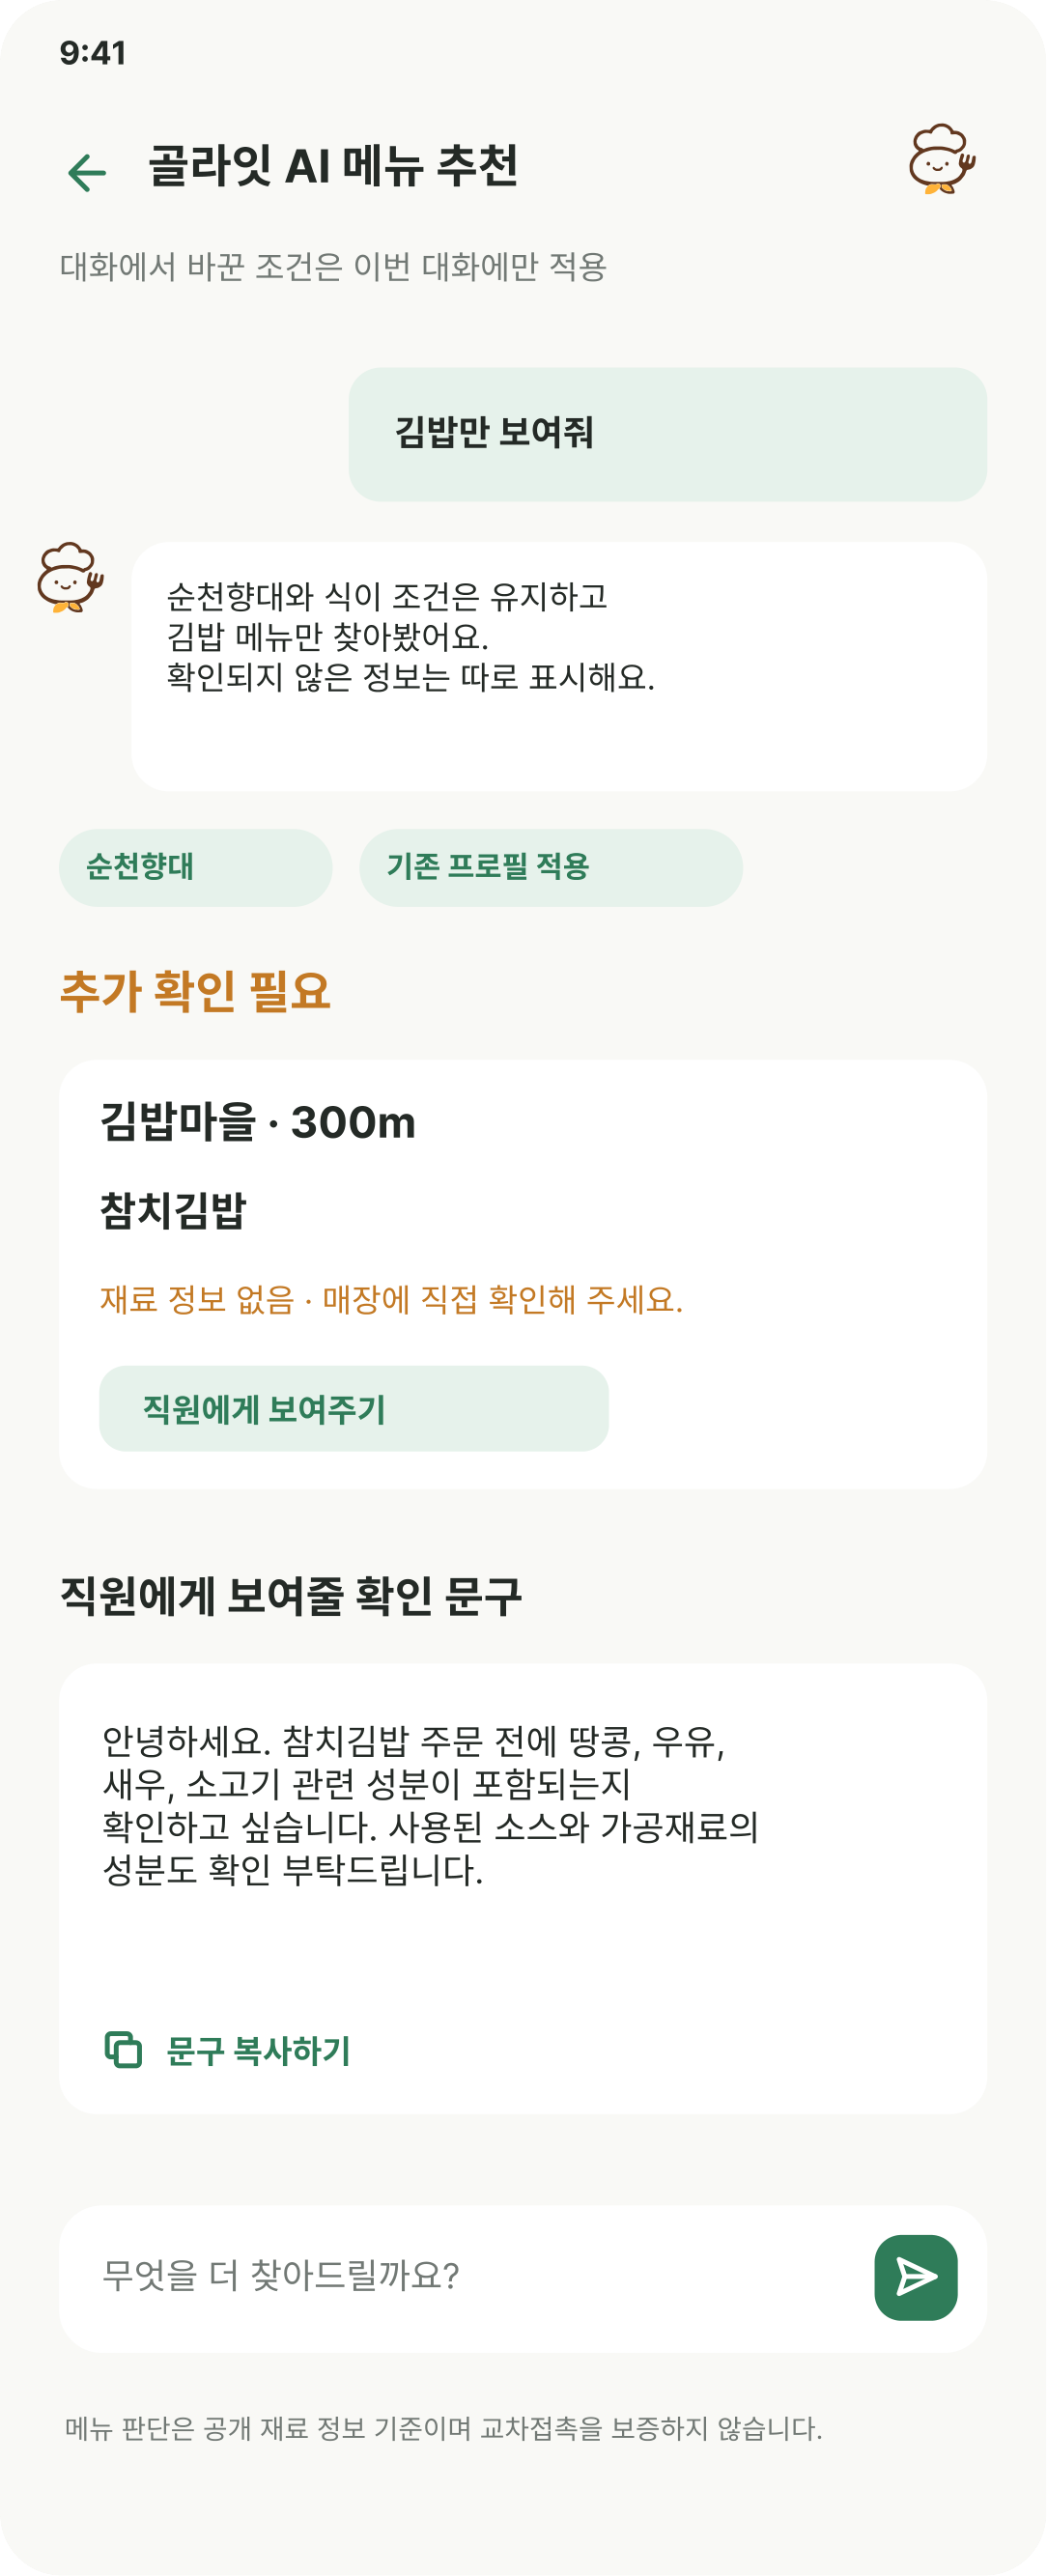 9:41
골라잇 AI 메뉴 추천
대화에서 바꾼 조건은 이번 대화에만 적용
김밥만 보여줘
순천향대와 식이 조건은 유지하고
김밥 메뉴만 찾아봤어요.
확인되지 않은 정보는 따로 표시해요.
순천향대
기존 프로필 적용
추가 확인 필요
김밥마을 · 300m
참치김밥
재료 정보 없음 · 매장에 직접 확인해 주세요.
직원에게 보여주기
직원에게 보여줄 확인 문구
안녕하세요. 참치김밥 주문 전에 땅콩, 우유,
새우, 소고기 관련 성분이 포함되는지
확인하고 싶습니다. 사용된 소스와 가공재료의
성분도 확인 부탁드립니다.
문구 복사하기
무엇을 더 찾아드릴까요?
메뉴 판단은 공개 재료 정보 기준이며 교차접촉을 보증하지 않습니다.